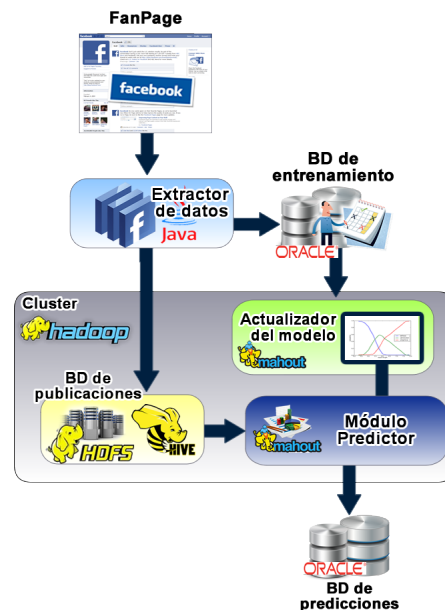 FanPage
facebook
Extractor
de datos
Java
BD de
entrenamiento
ORACLE
Cluster
hadoop
Actualizador
del modelo
mahout
BD de
publicaciones
HDFS
HIVE
Módulo
Predictor
mahout
ORACLE
BD de
predicciones